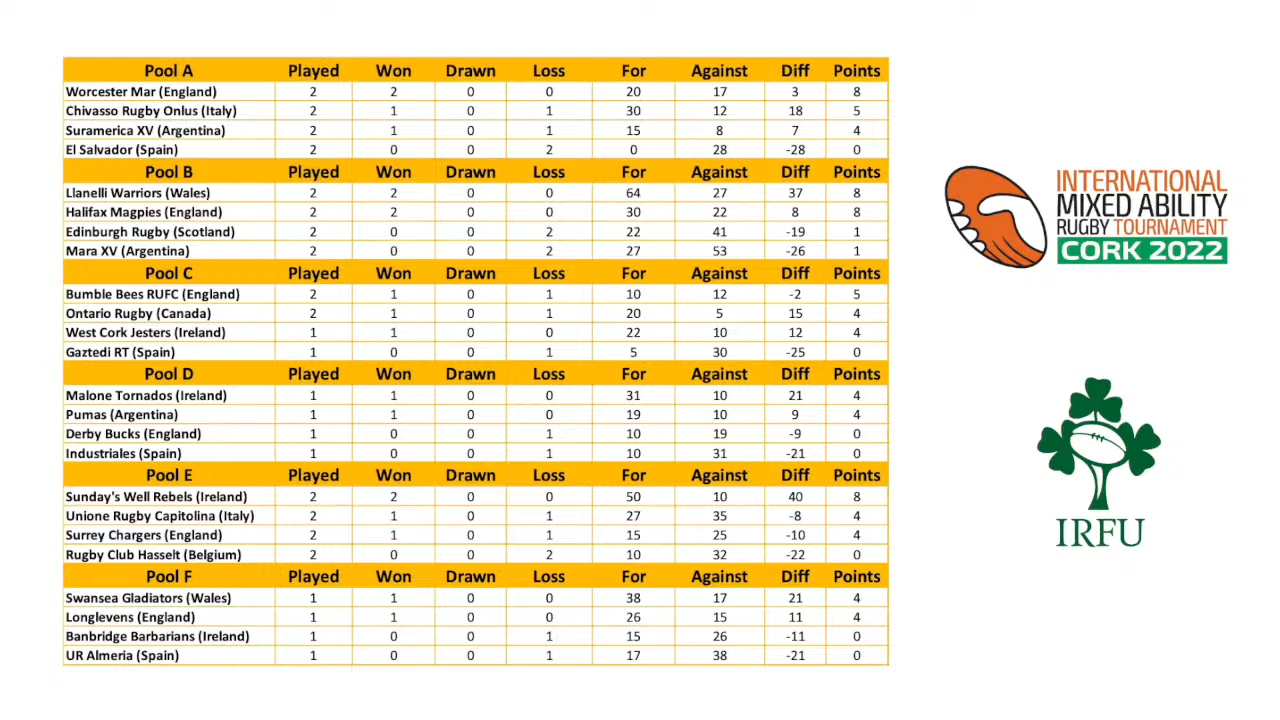 Pool A Played Won Drawn Loss For Against Diff Points
Worcester Mar (England) 2 2 0 0 20 17 3 8
Chivasso Rugby Onlus (Italy) 2 1 0 1 30 12 18 5
Suramerica XV (Argentina) 2 1 0 1 15 8 7 4
El Salvador (Spain) 2 0 0 2 0 28 -28 0
Pool B Played Won Drawn Loss For Against Diff Points
Llanelli Warriors (Wales) 2 2 0 0 64 27 37 8
Halifax Magpies (England) 2 2 0 0 30 22 8 8
Edinburgh Rugby (Scotland) 2 0 0 2 22 41 -19 1
Mara XV (Argentina) 2 0 0 2 27 53 -26 1
Pool C Played Won Drawn Loss For Against Diff Points
Bumble Bees RUFC (England) 2 1 0 1 10 12 -2 5
Ontario Rugby (Canada) 2 1 0 1 20 5 15 4
West Cork Jesters (Ireland) 1 1 0 0 22 10 12 4
Gaztedi RT (Spain) 1 0 0 1 5 30 -25 0
Pool D Played Won Drawn Loss For Against Diff Points
Malone Tornados (Ireland) 1 1 0 0 31 10 21 4
Pumas (Argentina) 1 1 0 0 19 10 9 4
Derby Bucks (England) 1 0 0 1 10 19 -9 0
Industriales (Spain) 1 0 0 1 10 31 -21 0
Pool E Played Won Drawn Loss For Against Diff Points
Sunday's Well Rebels (Ireland) 2 2 0 0 50 10 40 8
Unione Rugby Capitolina (Italy) 2 1 0 1 27 35 -8 4
Surrey Chargers (England) 2 1 0 1 15 25 -10 4
Rugby Club Hasselt (Belgium) 2 0 0 2 10 32 -22 0
Pool F Played Won Drawn Loss For Against Diff Points
Swansea Gladiators (Wales) 1 1 0 0 38 17 21 4
Longlevens (England) 1 1 0 0 26 15 11 4
Banbridge Barbarians (Ireland) 1 0 0 1 15 26 -11 0
UR Almeria (Spain) 1 0 0 1 17 38 -21 0
INTERNATIONAL
MIXED ABILITY
RUGBY TOURNAMENT
CORK 2022
IRFU